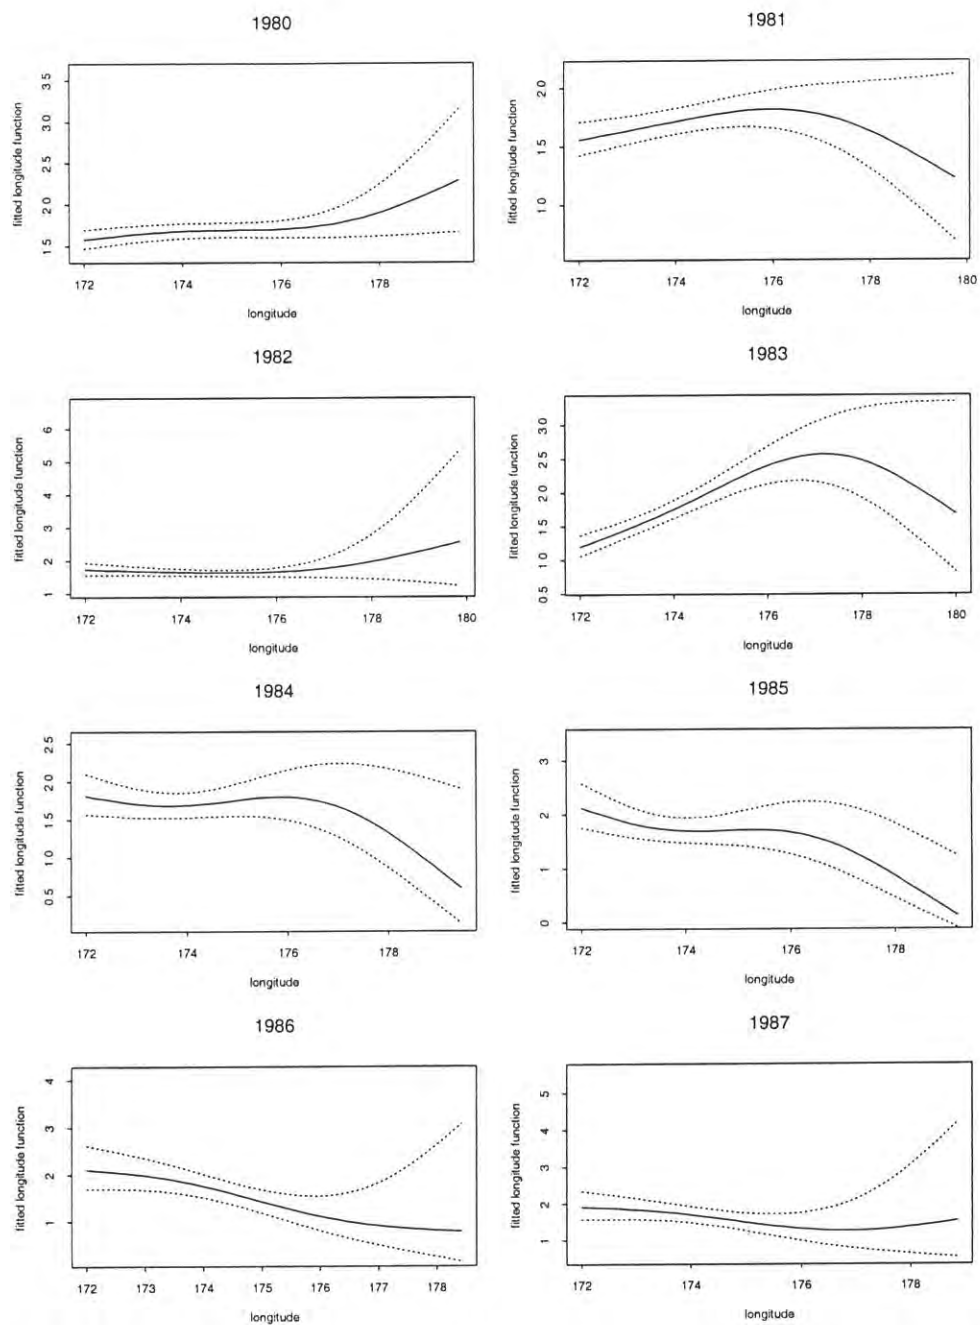 1980
fitted longitude function
3.5
3.0
2.5
2.0
1.5
172 174 176 178
longitude
1981
fitted longitude function
2.0
1.5
1.0
172 174 176 178 180
longitude
1982
fitted longitude function
6
5
4
3
2
1
172 174 176 178 180
longitude
1983
fitted longitude function
3.0
2.5
2.0
1.5
1.0
0.5
172 174 176 178 180
longitude
1984
fitted longitude function
2.5
2.0
1.5
1.0
0.5
172 174 176 178
longitude
1985
fitted longitude function
3
2
1
0
172 174 176 178
longitude
1986
fitted longitude function
4
3
2
1
172 173 174 175 176 177 178
longitude
1987
fitted longitude function
5
4
3
2
1
172 174 176 178
longitude